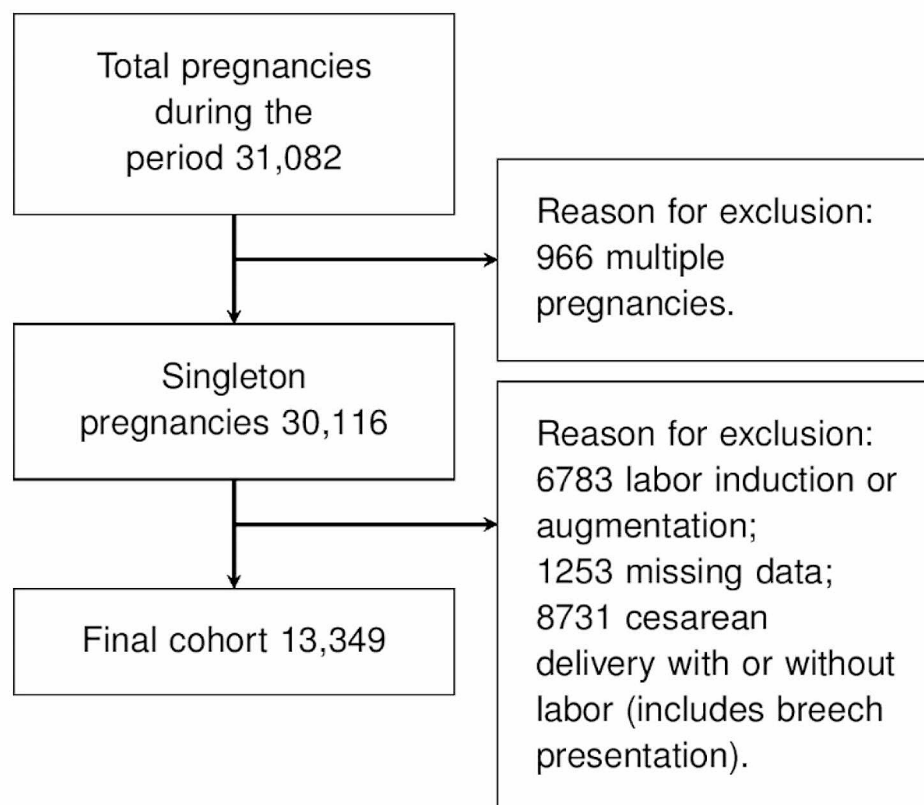 Total pregnancies
during the
period 31,082
Reason for exclusion:
966 multiple
pregnancies.
Singleton
pregnancies 30,116
Reason for exclusion:
6783 labor induction or
augmentation;
1253 missing data;
8731 cesarean
delivery with or without
labor (includes breech
presentation).
Final cohort 13,349